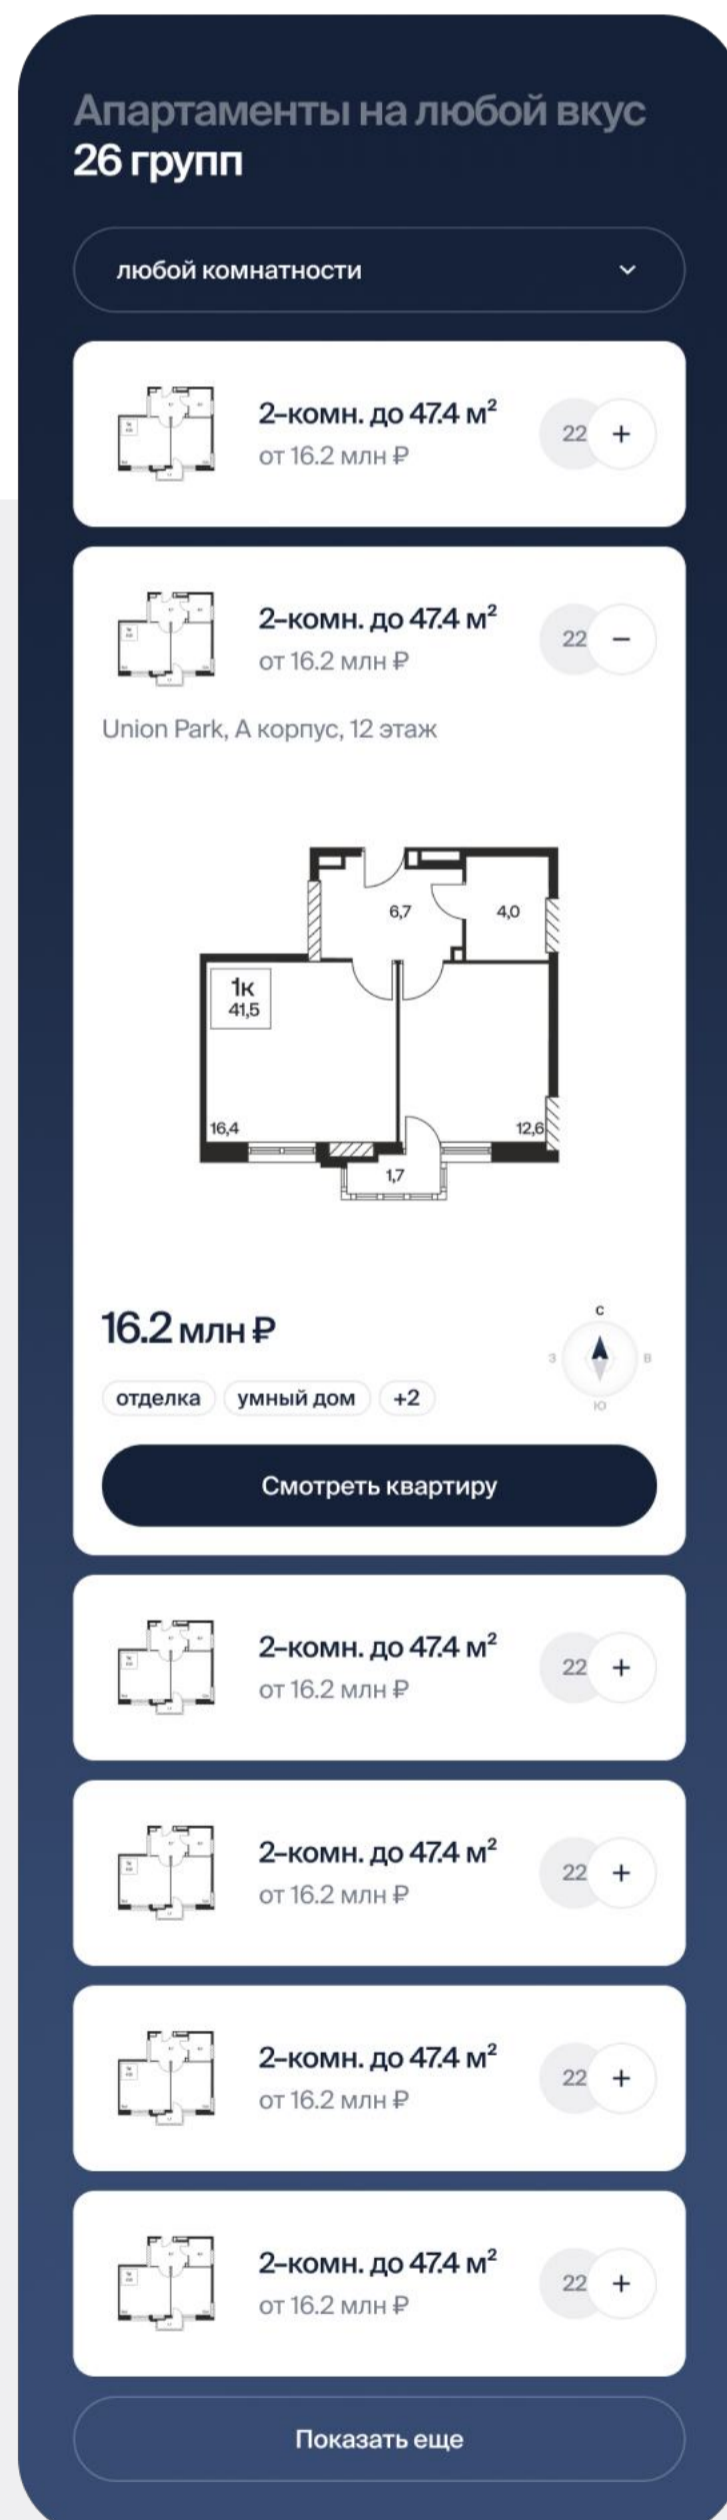 Апартаменты на любой вкус
26 групп
любой комнатности
2-комн. до 47.4 м²
от 16.2 млн ₽
22 +
2-комн. до 47.4 м²
от 16.2 млн ₽
22 −
Union Park, А корпус, 12 этаж
6,7
4,0
1к
41,5
16,4
12,6
1,7
16.2 млн ₽
С
З
В
Ю
отделка
умный дом
+2
Смотреть квартиру
2-комн. до 47.4 м²
от 16.2 млн ₽
22 +
2-комн. до 47.4 м²
от 16.2 млн ₽
22 +
2-комн. до 47.4 м²
от 16.2 млн ₽
22 +
2-комн. до 47.4 м²
от 16.2 млн ₽
22 +
Показать еще